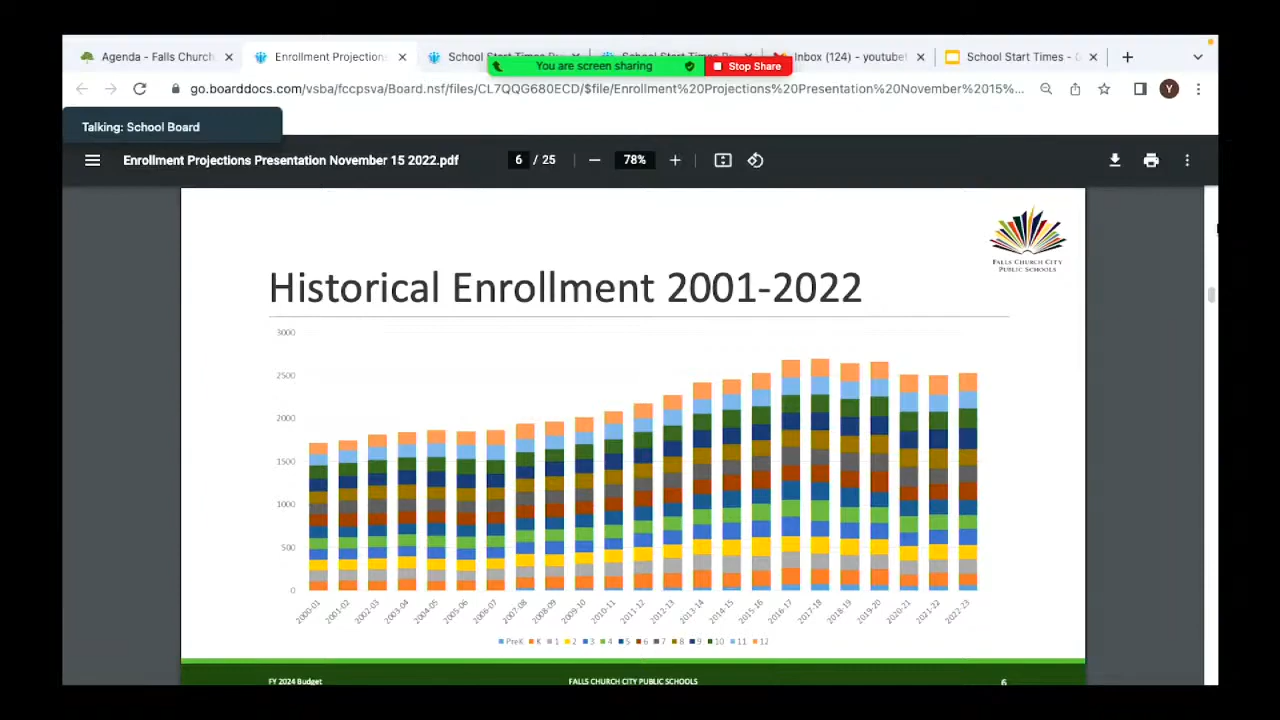 Agenda - Falls Church
Enrollment Projections
School Start Times
Inbox (124) - youtube
School Start Times - G
You are screen sharing
Stop Share
go.boarddocs.com/vsba/fccpsva/Board.nsf/files/CL7QQG680ECD/$file/Enrollment%20Projections%20Presentation%20November%2015%...
Y
Talking: School Board
Enrollment Projections Presentation November 15 2022.pdf
6 / 25
78%
FALLS CHURCH CITY
PUBLIC SCHOOLS
Historical Enrollment 2001-2022
3000
2500
2000
1500
1000
500
0
2000-01 2001-02 2002-03 2003-04 2004-05 2005-06 2006-07 2007-08 2008-09 2009-10 2010-11 2011-12 2012-13 2013-14 2014-15 2015-16 2016-17 2017-18 2018-19 2019-20 2020-21 2021-22 2022-23
PreK K 1 2 3 4 5 6 7 8 9 10 11 12
FY 2024 Budget
FALLS CHURCH CITY PUBLIC SCHOOLS
6